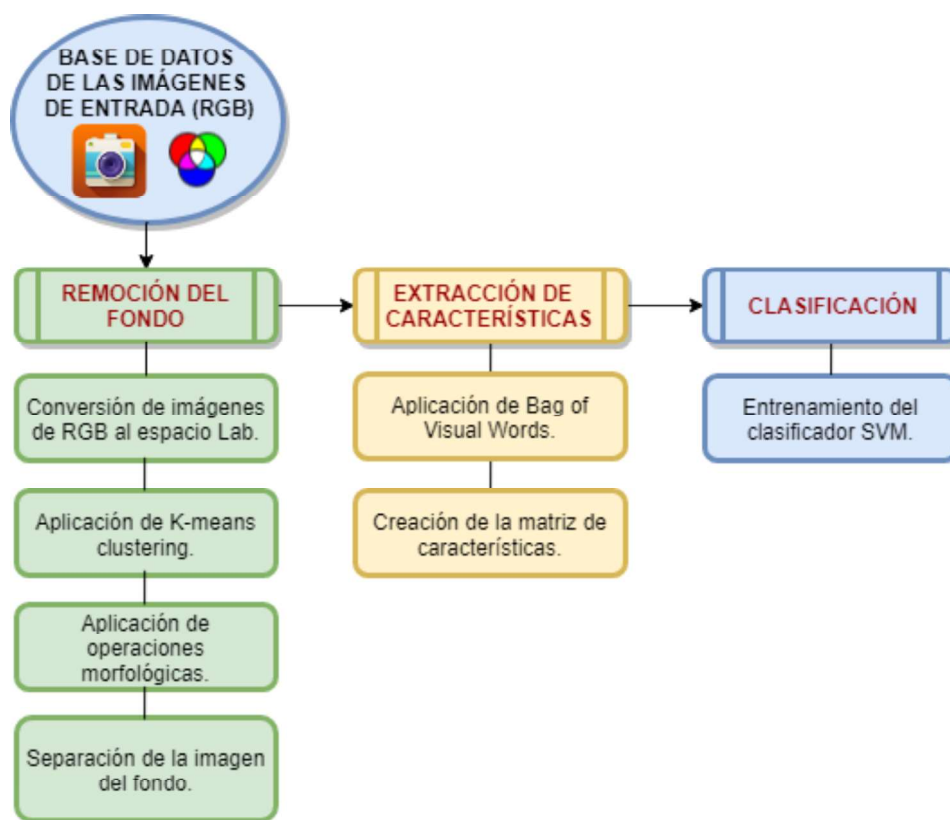 BASE DE DATOS
DE LAS IMÁGENES
DE ENTRADA (RGB)
REMOCIÓN DEL
FONDO
EXTRACCIÓN DE
CARACTERÍSTICAS
CLASIFICACIÓN
Conversión de imágenes
de RGB al espacio Lab.
Aplicación de K-means
clustering.
Aplicación de
operaciones
morfológicas.
Separación de la imagen
del fondo.
Aplicación de Bag of
Visual Words.
Creación de la matriz de
características.
Entrenamiento del
clasificador SVM.